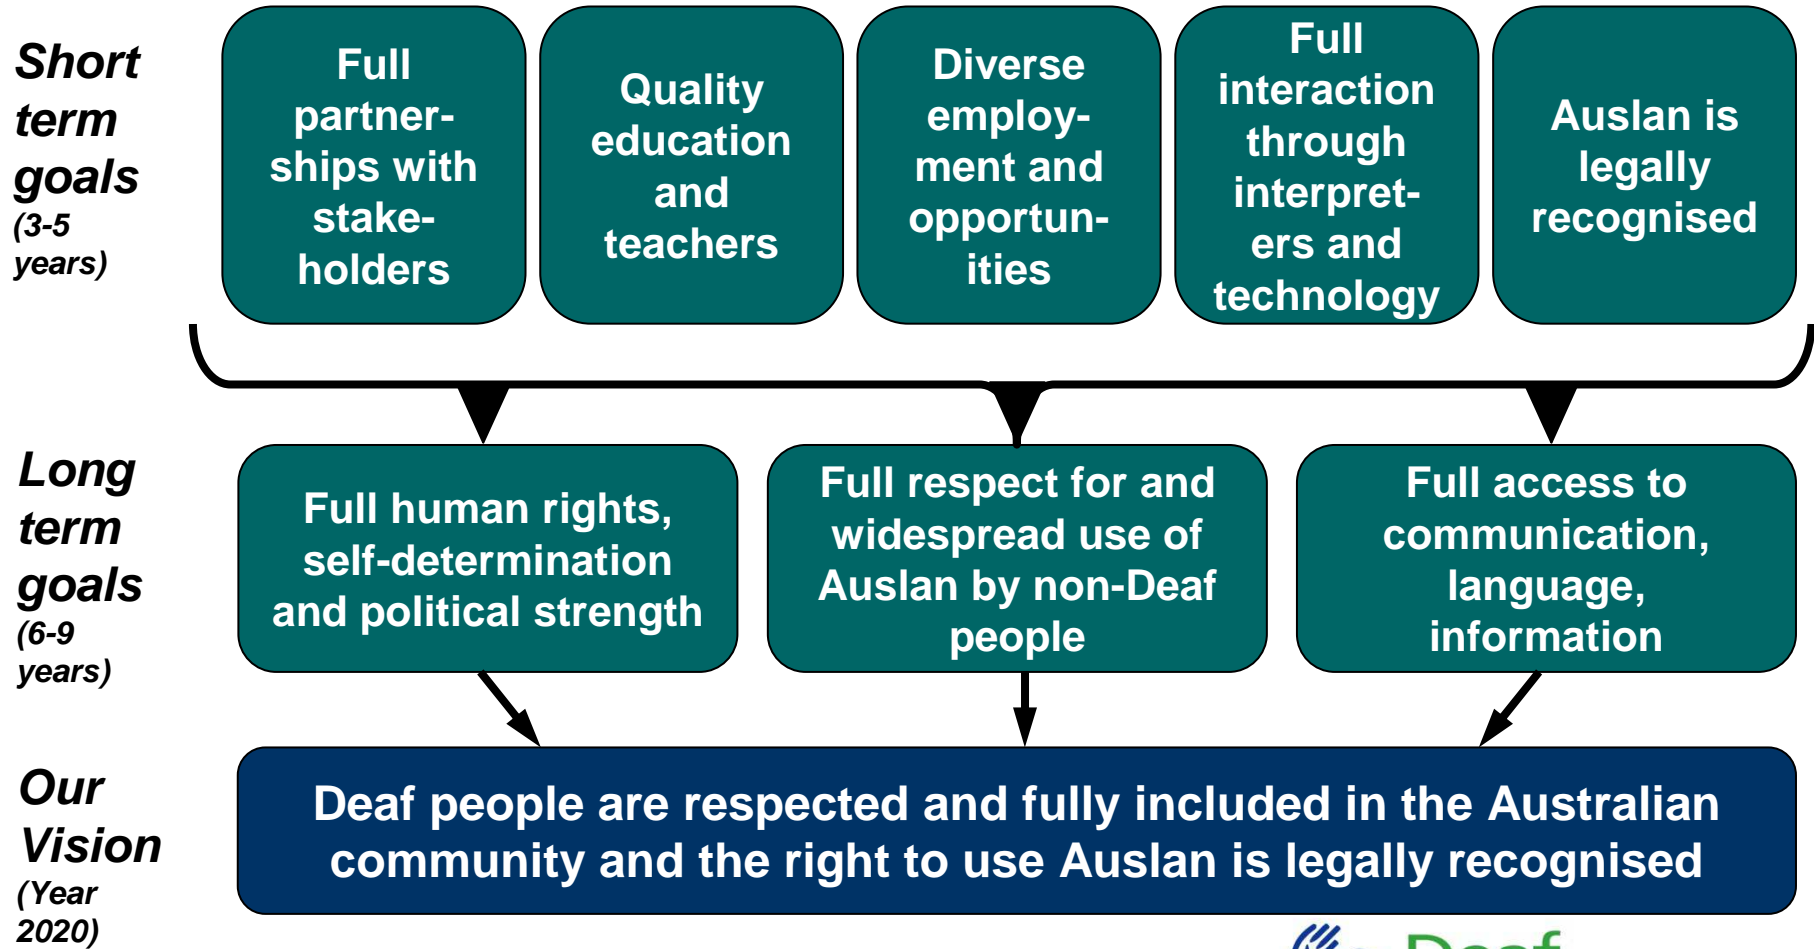 Short
term
goals
(3-5
years)
Full
partner-
ships with
stake-
holders
Quality
education
and
teachers
Diverse
employ-
ment and
opportun-
ities
Full
interaction
through
interpret-
ers and
technology
Auslan is
legally
recognised
Long
term
goals
(6-9
years)
Full human rights,
self-determination
and political strength
Full respect for and
widespread use of
Auslan by non-Deaf
people
Full access to
communication,
language,
information
Our
Vision
(Year
2020)
Deaf people are respected and fully included in the Australian
community and the right to use Auslan is legally recognised
Deaf